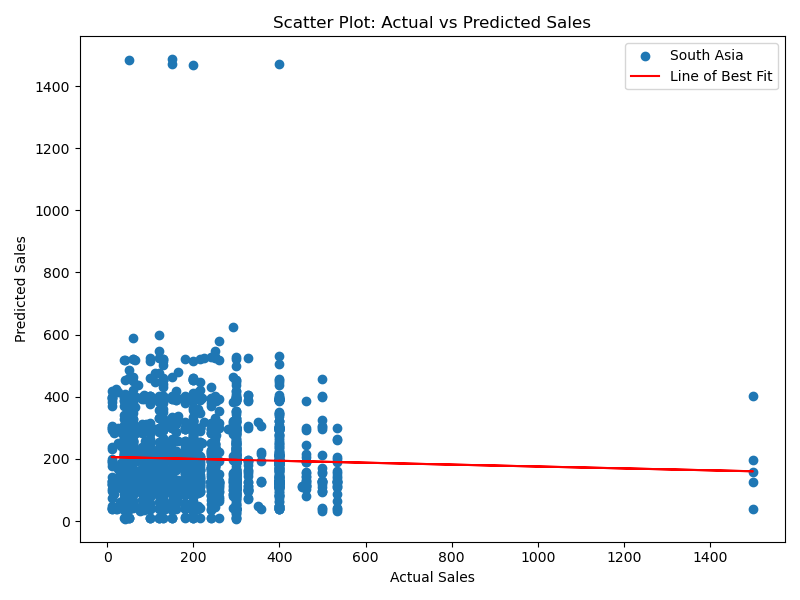 Scatter Plot: Actual vs Predicted Sales
South Asia
Line of Best Fit
Predicted Sales
1400
1200
1000
800
600
400
200
0
0 200 400 600 800 1000 1200 1400
Actual Sales